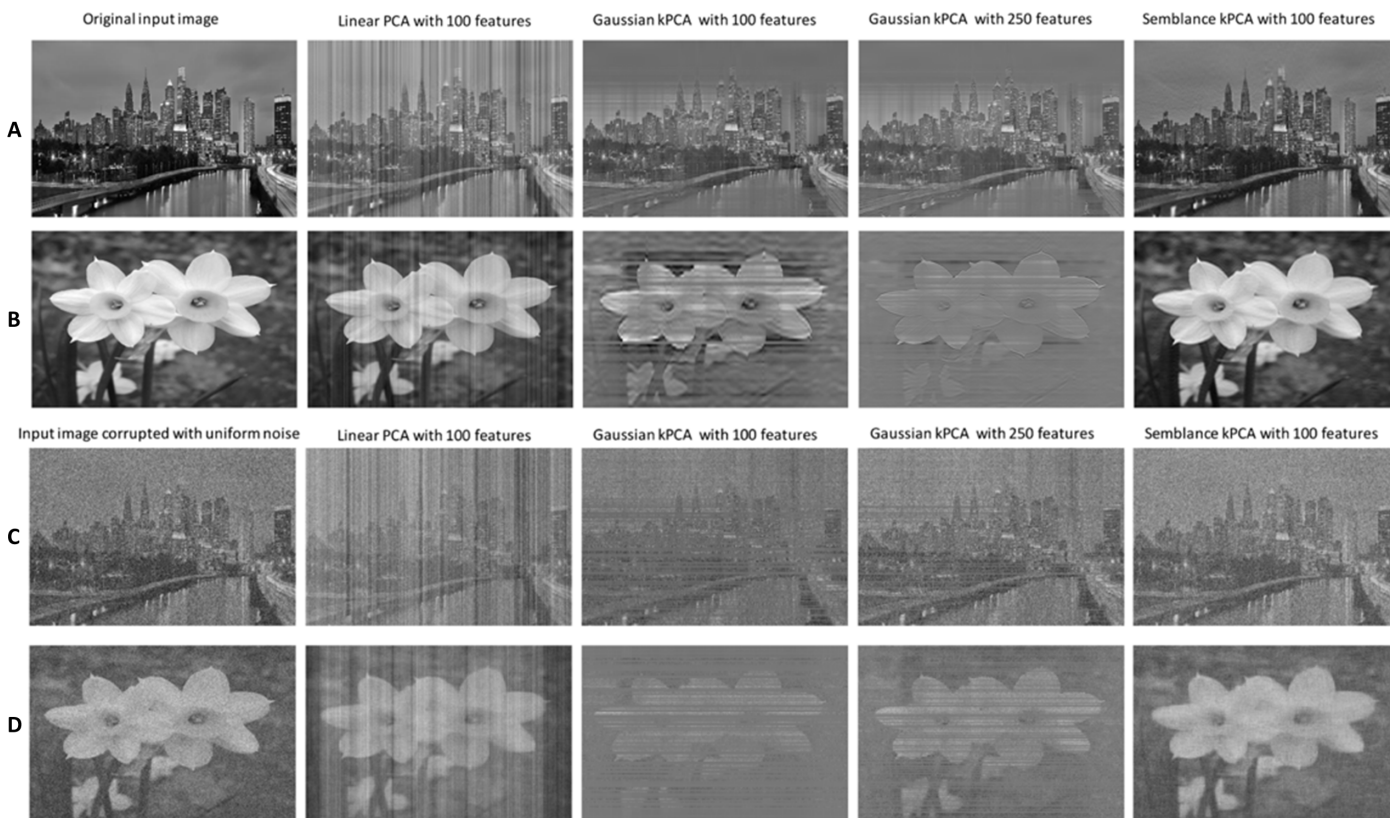 Original input image
Linear PCA with 100 features
Gaussian kPCA with 100 features
Gaussian kPCA with 250 features
Semblance kPCA with 100 features
A
B
Input image corrupted with uniform noise
Linear PCA with 100 features
Gaussian kPCA with 100 features
Gaussian kPCA with 250 features
Semblance kPCA with 100 features
C
D